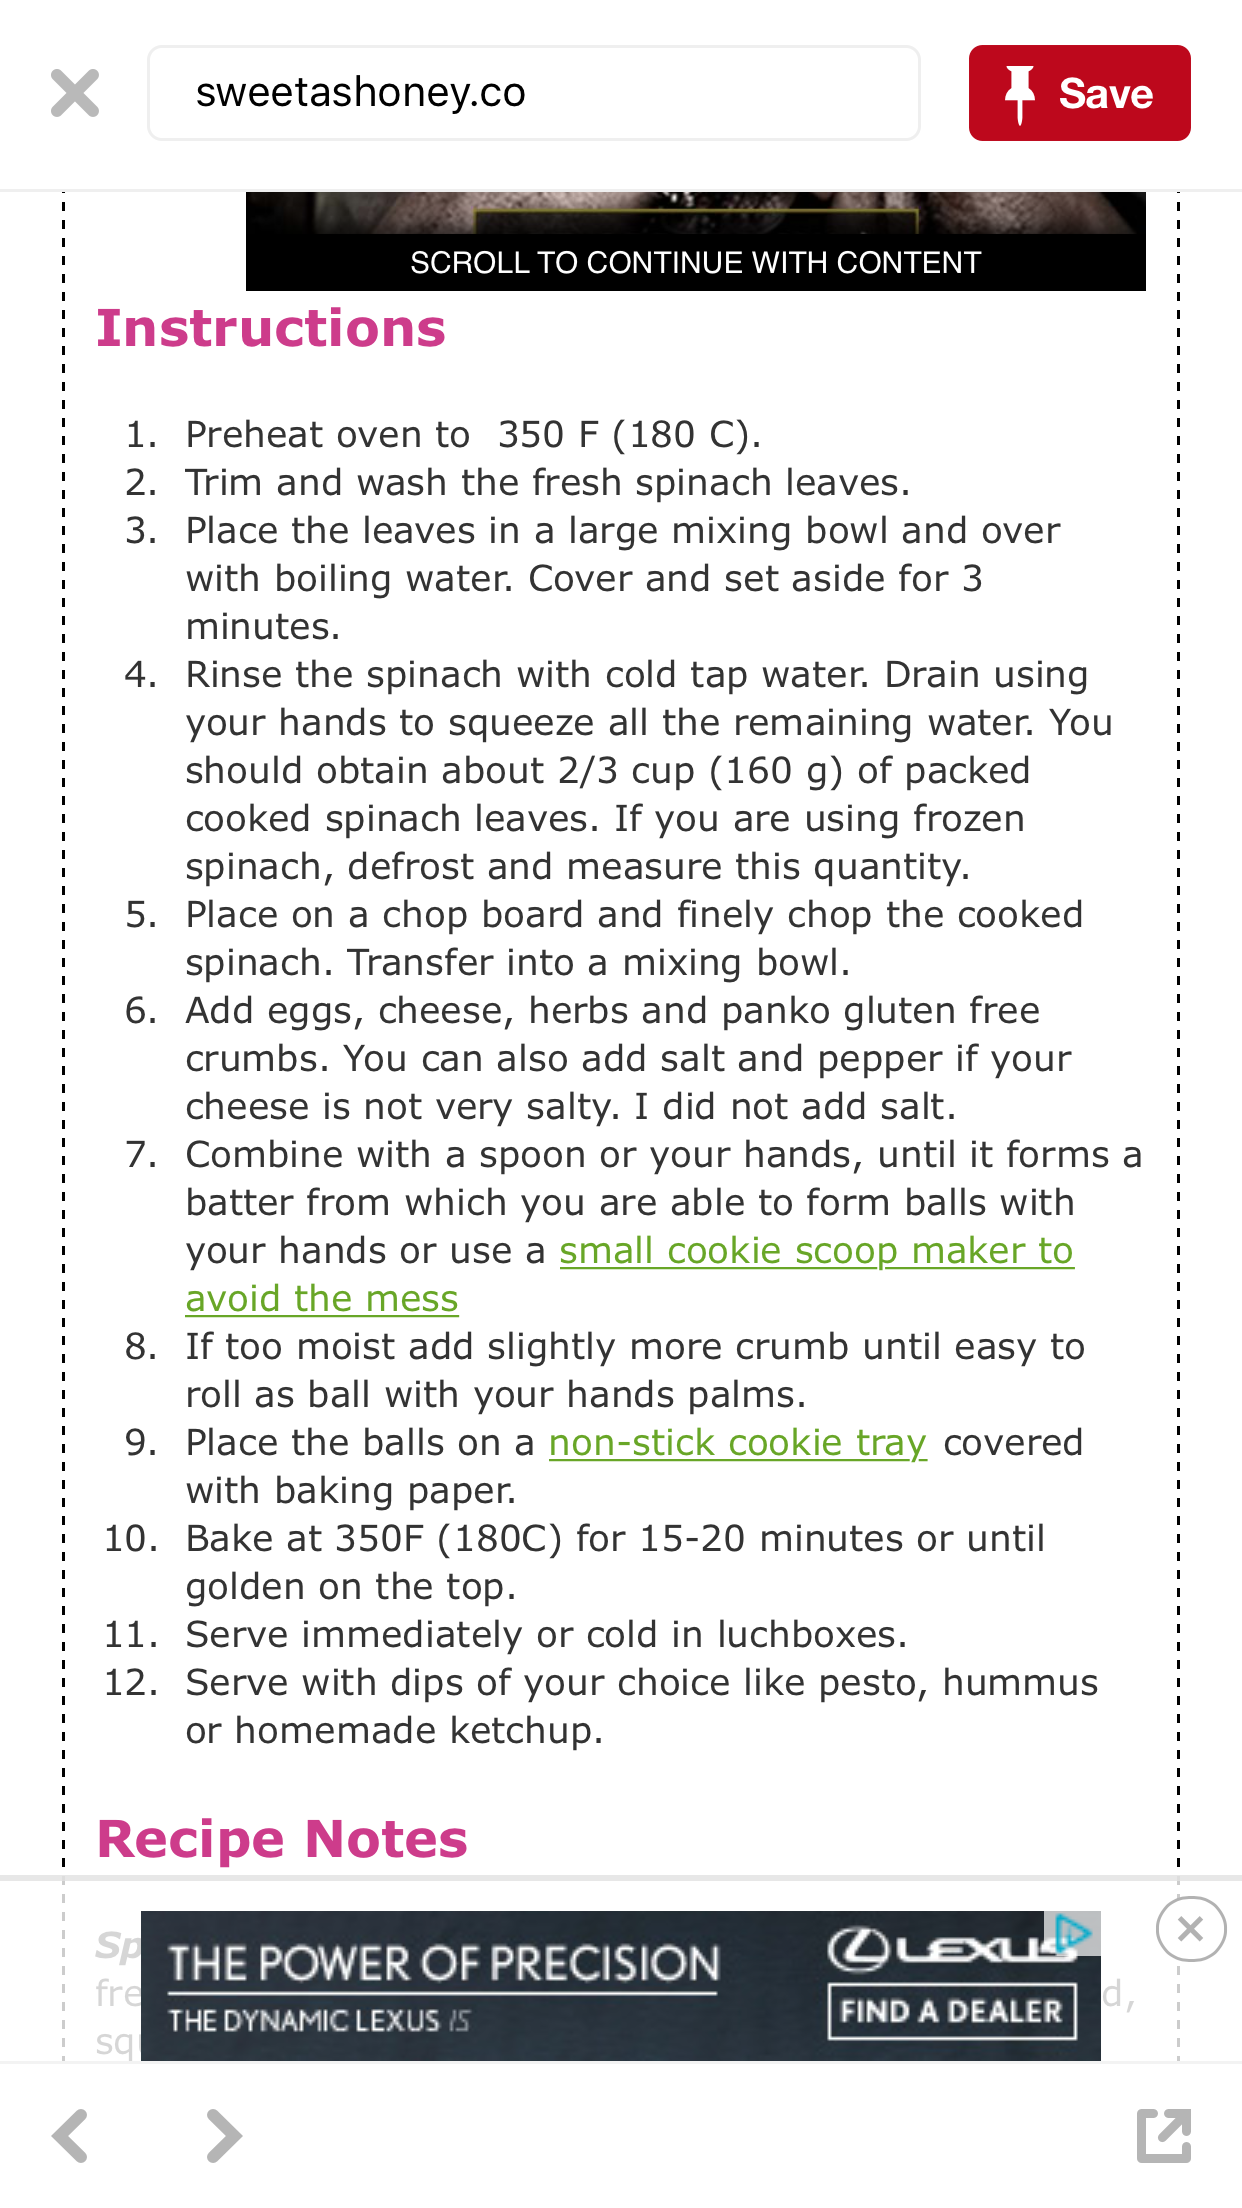 sweetashoney.co
Save
SCROLL TO CONTINUE WITH CONTENT
Instructions
1. Preheat oven to  350 F (180 C).
2. Trim and wash the fresh spinach leaves.
3. Place the leaves in a large mixing bowl and over
with boiling water. Cover and set aside for 3
minutes.
4. Rinse the spinach with cold tap water. Drain using
your hands to squeeze all the remaining water. You
should obtain about 2/3 cup (160 g) of packed
cooked spinach leaves. If you are using frozen
spinach, defrost and measure this quantity.
5. Place on a chop board and finely chop the cooked
spinach. Transfer into a mixing bowl.
6. Add eggs, cheese, herbs and panko gluten free
crumbs. You can also add salt and pepper if your
cheese is not very salty. I did not add salt.
7. Combine with a spoon or your hands, until it forms a
batter from which you are able to form balls with
your hands or use a small cookie scoop maker to
avoid the mess
8. If too moist add slightly more crumb until easy to
roll as ball with your hands palms.
9. Place the balls on a non-stick cookie tray covered
with baking paper.
10. Bake at 350F (180C) for 15-20 minutes or until
golden on the top.
11. Serve immediately or cold in luchboxes.
12. Serve with dips of your choice like pesto, hummus
or homemade ketchup.
Recipe Notes
THE POWER OF PRECISION
THE DYNAMIC LEXUS IS
LEXUS
FIND A DEALER